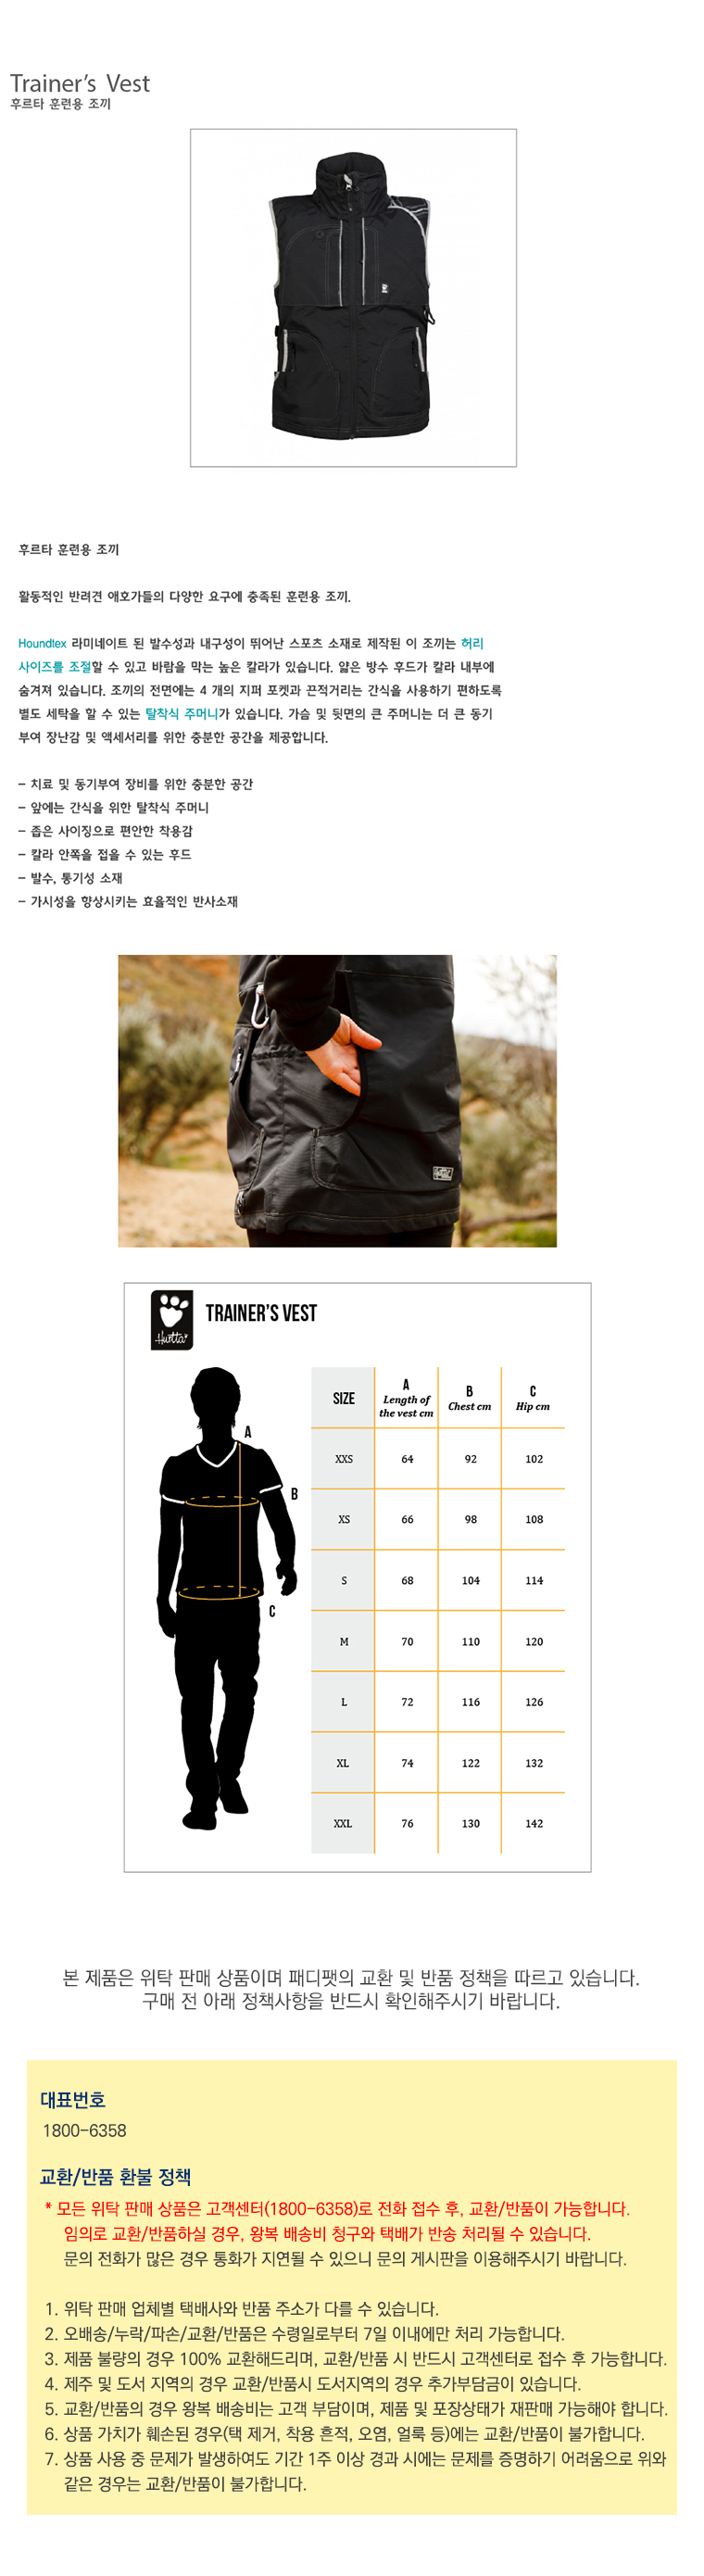 Trainer's Vest
후르타 훈련용 조끼
후르타 훈련용 조끼
활동적인 반려견 애호가들의 다양한 요구에 충족된 훈련용 조끼.
Houndtex 라미네이트 된 발수성과 내구성이 뛰어난 스포츠 소재로 제작된 이 조끼는 허리
사이즈를 조절할 수 있고 바람을 막는 높은 칼라가 있습니다. 얇은 방수 후드가 칼라 내부에
숨겨져 있습니다. 조끼의 전면에는 4 개의 지퍼 포켓과 끈적거리는 간식을 사용하기 편하도록
별도 세탁을 할 수 있는 탈착식 주머니가 있습니다. 가슴 및 뒷면의 큰 주머니는 더 큰 동기
부여 장난감 및 액세서리를 위한 충분한 공간을 제공합니다.
- 치료 및 동기부여 장비를 위한 충분한 공간
- 앞에는 간식을 위한 탈착식 주머니
- 좁은 사이징으로 편안한 착용감
- 칼라 안쪽을 접을 수 있는 후드
- 발수, 통기성 소재
- 가시성을 향상시키는 효율적인 반사소재
Hurtta
TRAINER'S VEST
SIZE A Length of the vest cm B Chest cm C Hip cm
XXS 64 92 102
XS 66 98 108
S 68 104 114
M 70 110 120
L 72 116 126
XL 74 122 132
XXL 76 130 142
A
B
C
본 제품은 위탁 판매 상품이며 패디팻의 교환 및 반품 정책을 따르고 있습니다.
구매 전 아래 정책사항을 반드시 확인해주시기 바랍니다.
대표번호
1800-6358
교환/반품 환불 정책
* 모든 위탁 판매 상품은 고객센터(1800-6358)로 전화 접수 후, 교환/반품이 가능합니다.
임의로 교환/반품하실 경우, 왕복 배송비 청구와 택배가 반송 처리될 수 있습니다.
문의 전화가 많은 경우 통화가 지연될 수 있으니 문의 게시판을 이용해주시기 바랍니다.
1. 위탁 판매 업체별 택배사와 반품 주소가 다를 수 있습니다.
2. 오배송/누락/파손/교환/반품은 수령일로부터 7일 이내에만 처리 가능합니다.
3. 제품 불량의 경우 100% 교환해드리며, 교환/반품 시 반드시 고객센터로 접수 후 가능합니다.
4. 제주 및 도서 지역의 경우 교환/반품시 도서지역의 경우 추가부담금이 있습니다.
5. 교환/반품의 경우 왕복 배송비는 고객 부담이며, 제품 및 포장상태가 재판매 가능해야 합니다.
6. 상품 가치가 훼손된 경우(택 제거, 착용 흔적, 오염, 얼룩 등)에는 교환/반품이 불가합니다.
7. 상품 사용 중 문제가 발생하여도 기간 1주 이상 경과 시에는 문제를 증명하기 어려움으로 위와
같은 경우는 교환/반품이 불가합니다.